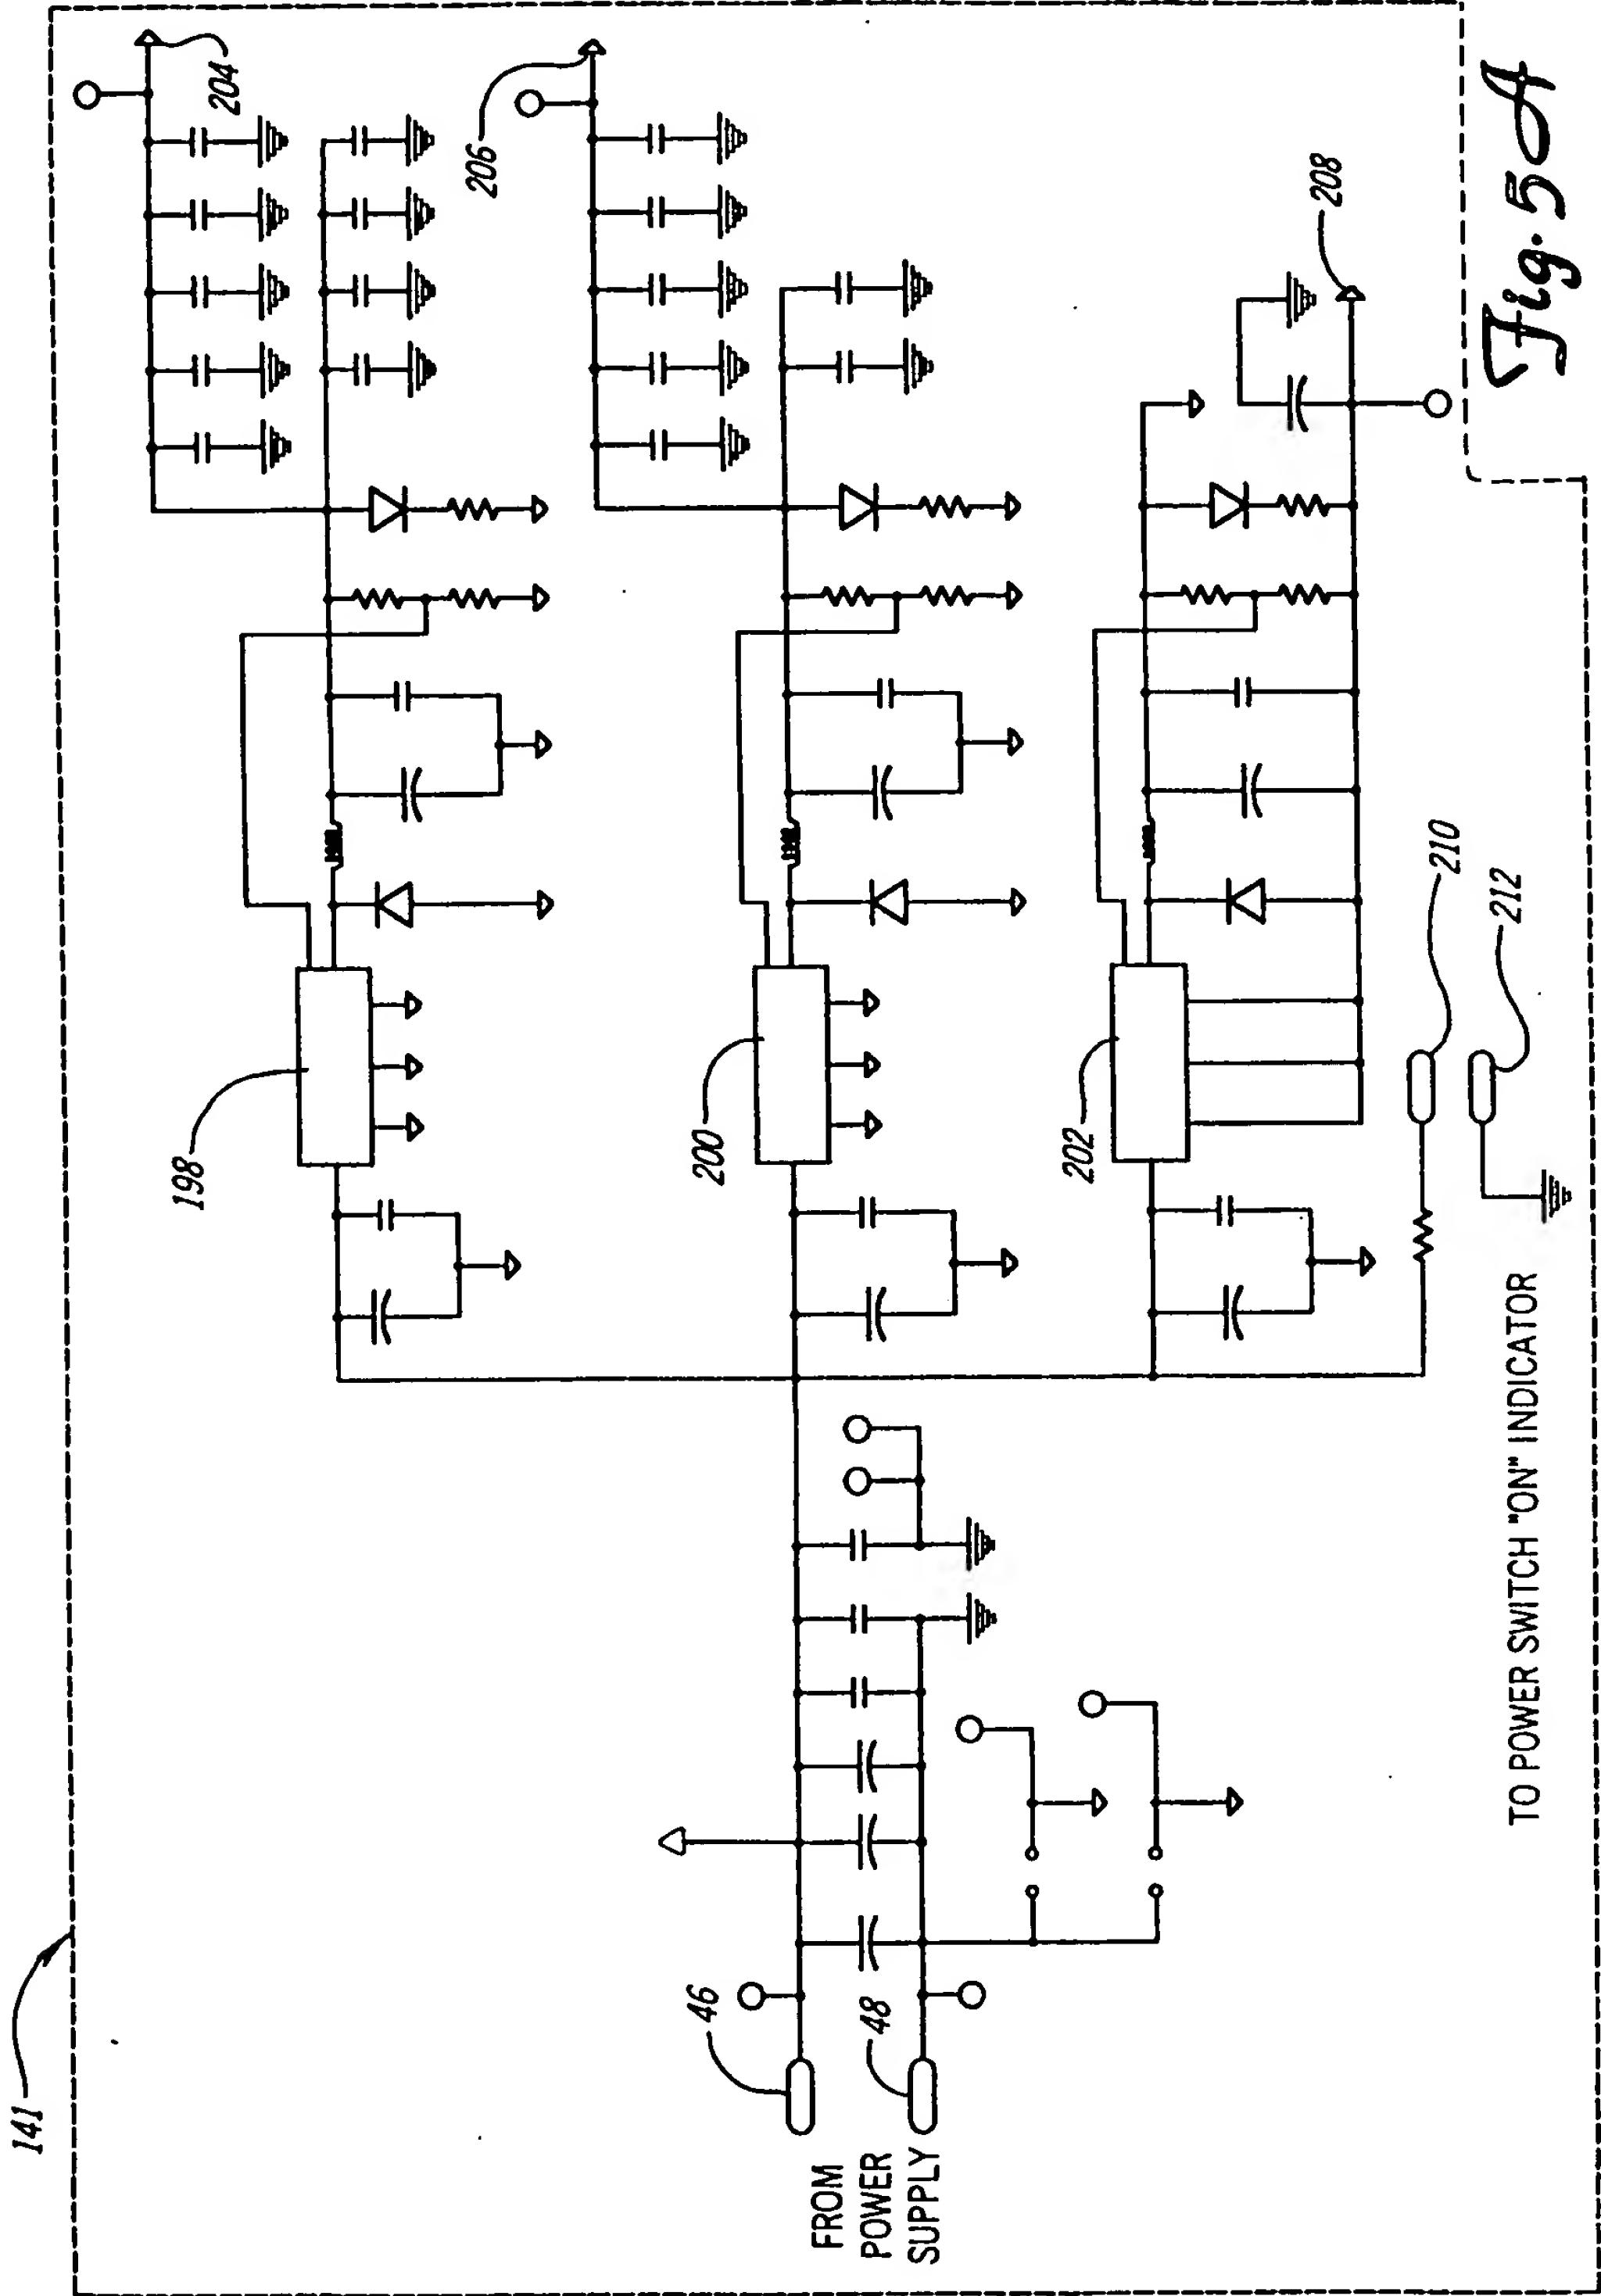 141
FROM
POWER
SUPPLY
46
48
198
200
202
204
206
208
210
212
TO POWER SWITCH "ON" INDICATOR
Fig. 5A